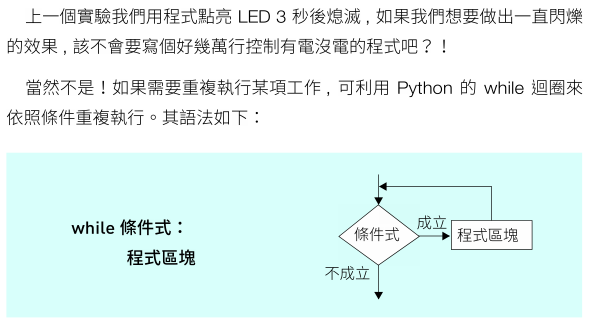 上一個實驗我們用程式點亮 LED 3 秒後熄滅，如果我們想要做出一直閃爍
的效果，該不會要寫個好幾萬行控制有電沒電的程式吧？！
當然不是！如果需要重複執行某項工作，可利用 Python 的 while 迴圈來
依照條件重複執行。其語法如下：
while 條件式：
程式區塊
條件式
成立
程式區塊
不成立